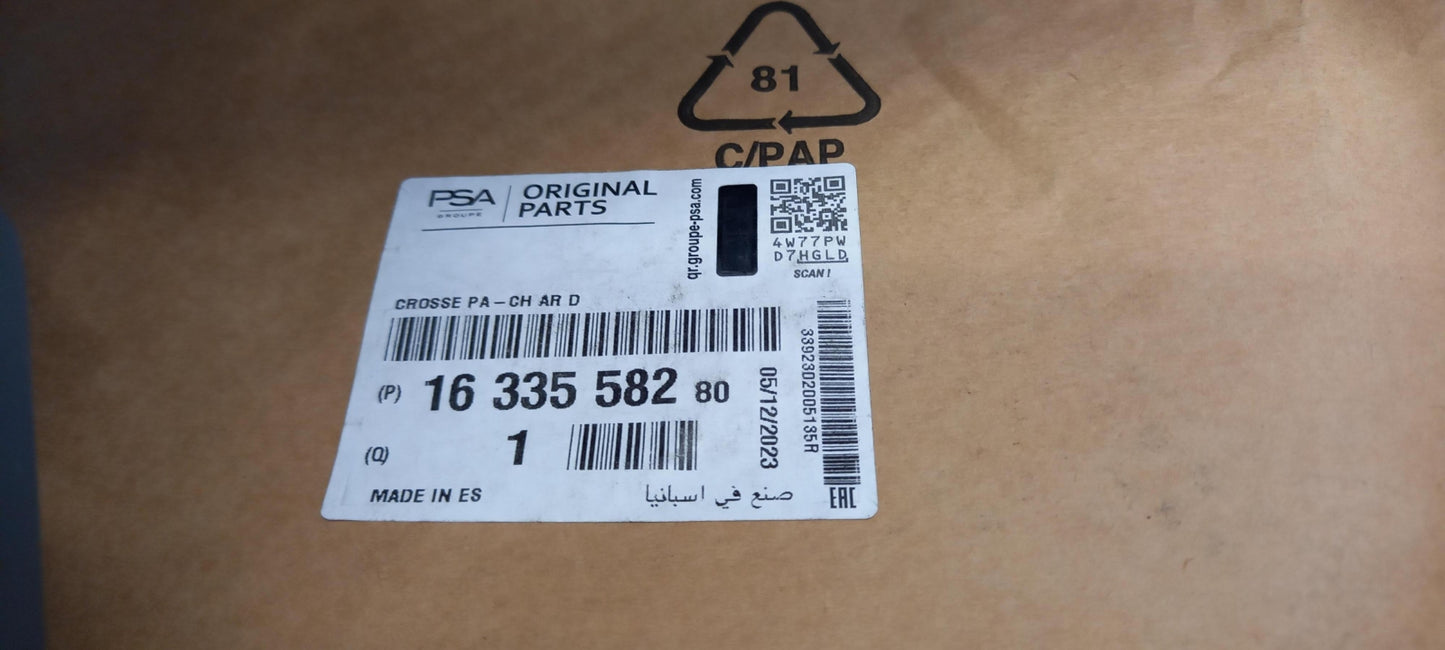 81
C/PAP
PSA
GROUPE
ORIGINAL
PARTS
qr.groupe-psa.com
4W77PW
D7HGLD
SCAN!
CROSSE PA-CH AR D
(P) 16 335 582 80
05/12/2023
3392302005135R
(Q) 1
MADE IN ES
صنع في اسبانيا
EAC